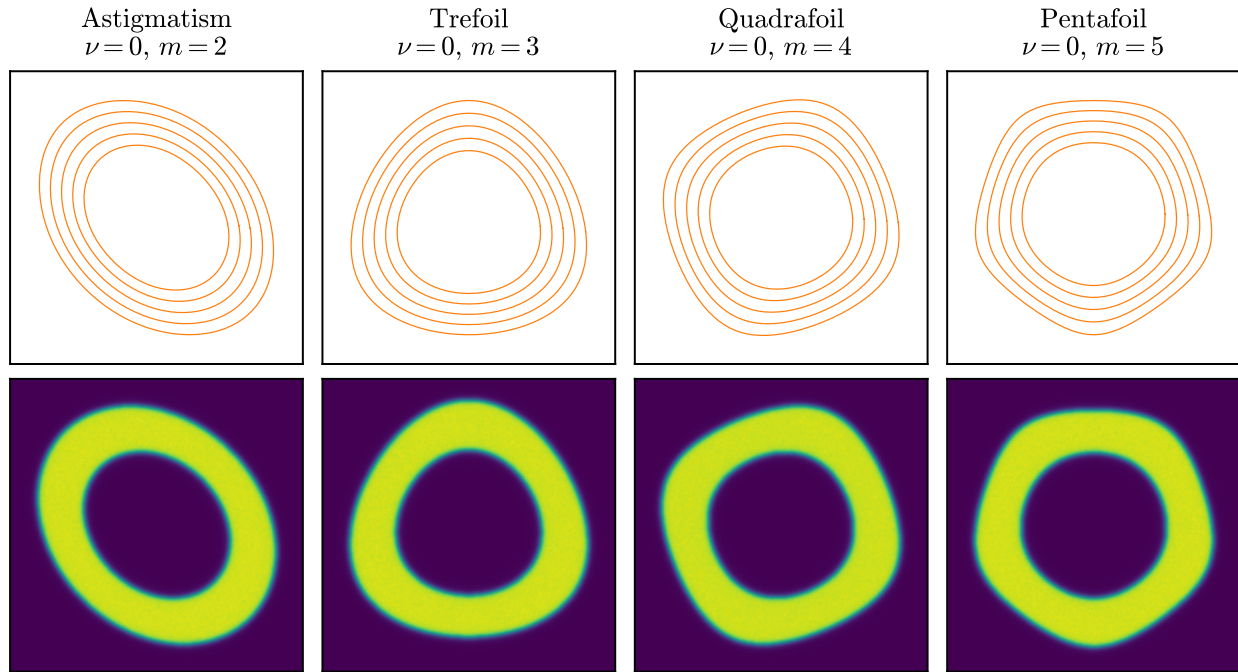 Astigmatism
ν = 0, m = 2
Trefoil
ν = 0, m = 3
Quadrafoil
ν = 0, m = 4
Pentafoil
ν = 0, m = 5